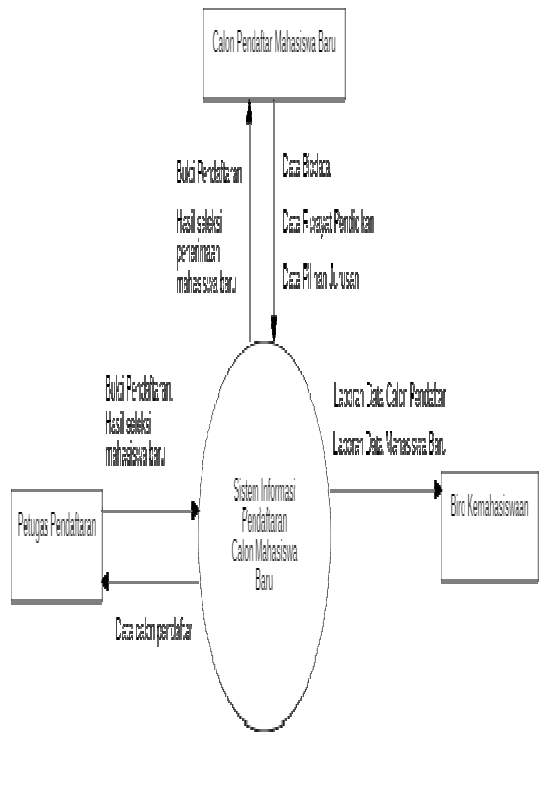 Calon Pendaftar Mahasiswa Baru
Bukti Pendaftaran
Hasil seleksi
penerimaan
mahasiswa baru
Data Biodata
Data Riwayat Pendidikan
Data Pilihan Jurusan
Bukti Pendaftaran
Hasil seleksi
mahasiswa baru
Laporan Data Calon Pendaftar
Laporan Data Mahasiswa Baru
Petugas Pendaftaran
Sistem Informasi
Pendaftaran
Calon Mahasiswa
Baru
Biro Kemahasiswaan
Data calon pendaftar